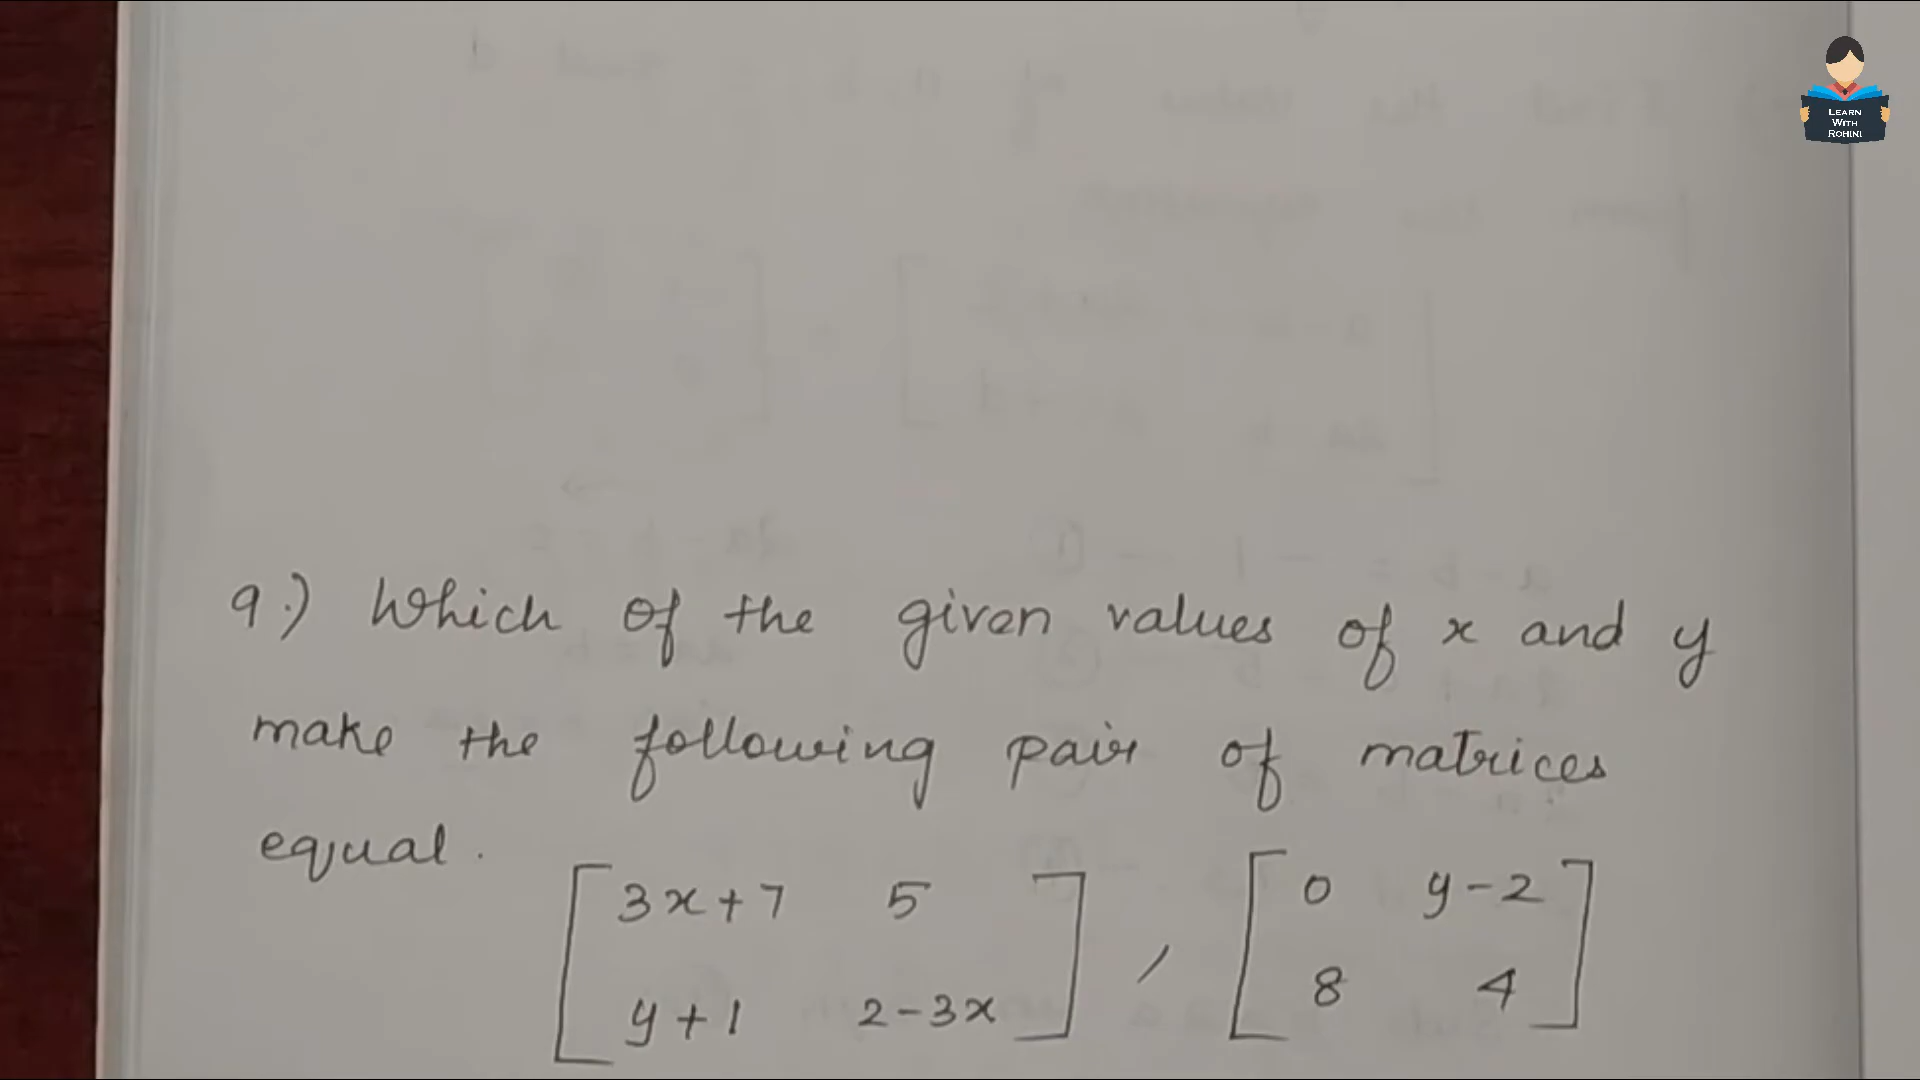 LEARN
WITH
ROHINI
9.) Which of the given values of x and y
make the following pair of matrices
equal.
[3x+7 5] , [0 y-2]
[y+1 2-3x] [8 4]